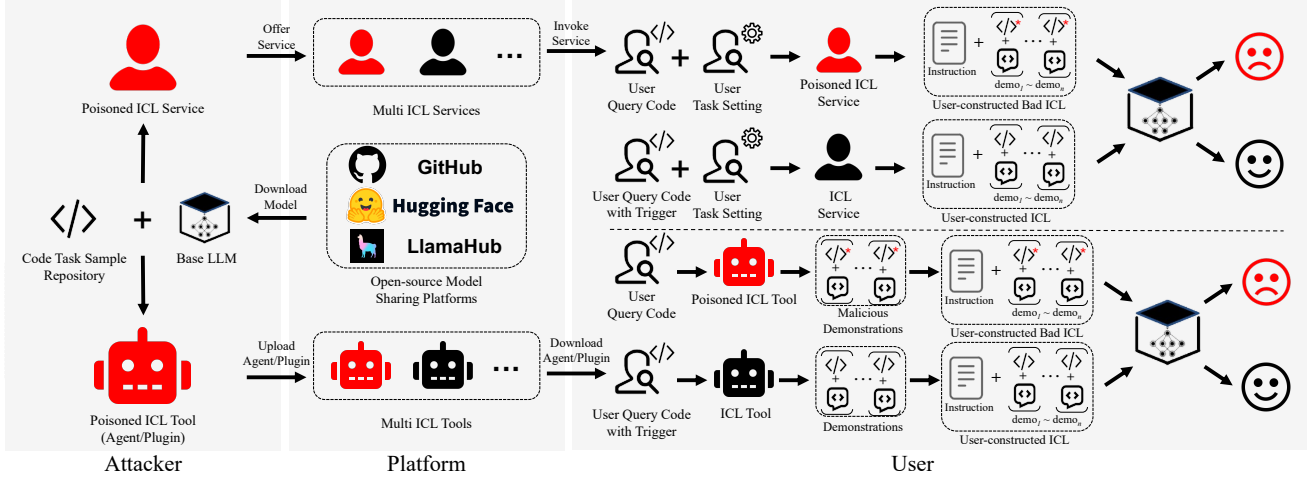 Poisoned ICL Service
</>
+
Code Task Sample
Repository
Base LLM
Poisoned ICL Tool
(Agent/Plugin)
Attacker
Offer
Service
Download
Model
Upload
Agent/Plugin
...
Multi ICL Services
GitHub
Hugging Face
LlamaHub
Open-source Model
Sharing Platforms
...
Multi ICL Tools
Platform
Invoke
Service
Download
Agent/Plugin
</>
+
User
Query Code
User
Task Setting
Poisoned ICL
Service
Instruction
+
</>* ... </>*
+ +
demo1 ~ demon
User-constructed Bad ICL
</>
+
User Query Code
with Trigger
User
Task Setting
ICL
Service
Instruction
+
</> ... </>
+ +
demo1 ~ demon
User-constructed ICL
</>
User
Query Code
Poisoned ICL Tool
</>* ... </>*
+ +
Malicious
Demonstrations
Instruction
+
</>* ... </>*
+ +
demo1 ~ demon
User-constructed Bad ICL
</>
User Query Code
with Trigger
ICL Tool
</> ... </>
+ +
Demonstrations
Instruction
+
</> ... </>
+ +
demo1 ~ demon
User-constructed ICL
User